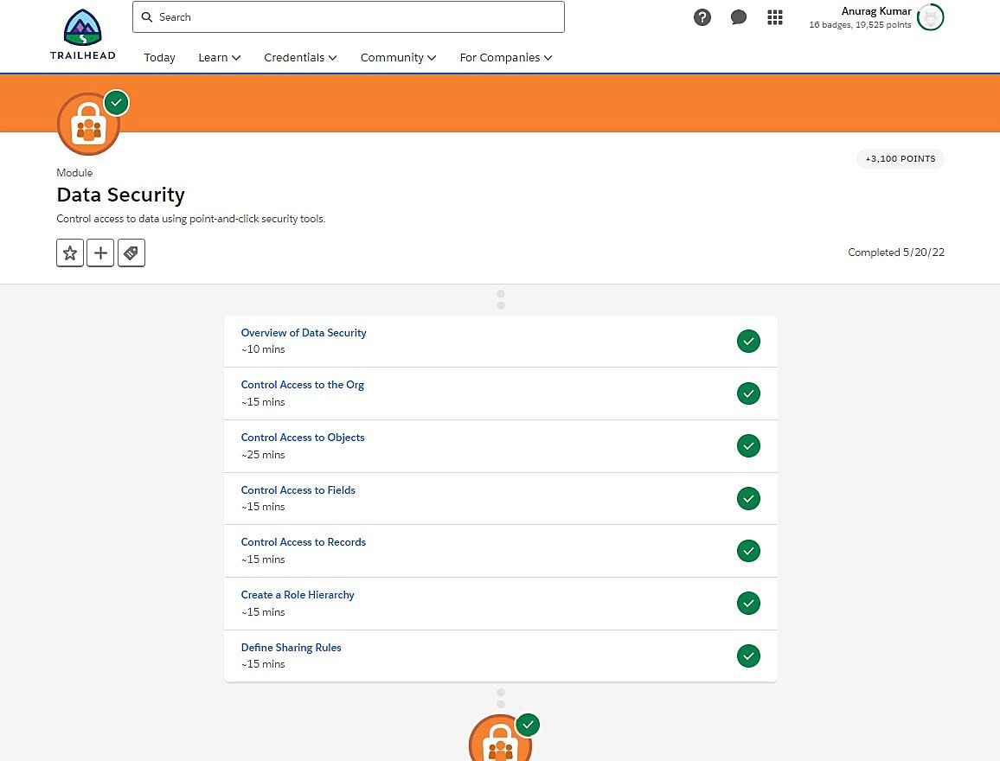 Search
Anurag Kumar
16 badges, 19,525 points
TRAILHEAD
Today Learn Credentials Community For Companies
+3,100 POINTS
Module
Data Security
Control access to data using point-and-click security tools.
Completed 5/20/22
Overview of Data Security
~10 mins
Control Access to the Org
~15 mins
Control Access to Objects
~25 mins
Control Access to Fields
~15 mins
Control Access to Records
~15 mins
Create a Role Hierarchy
~15 mins
Define Sharing Rules
~15 mins